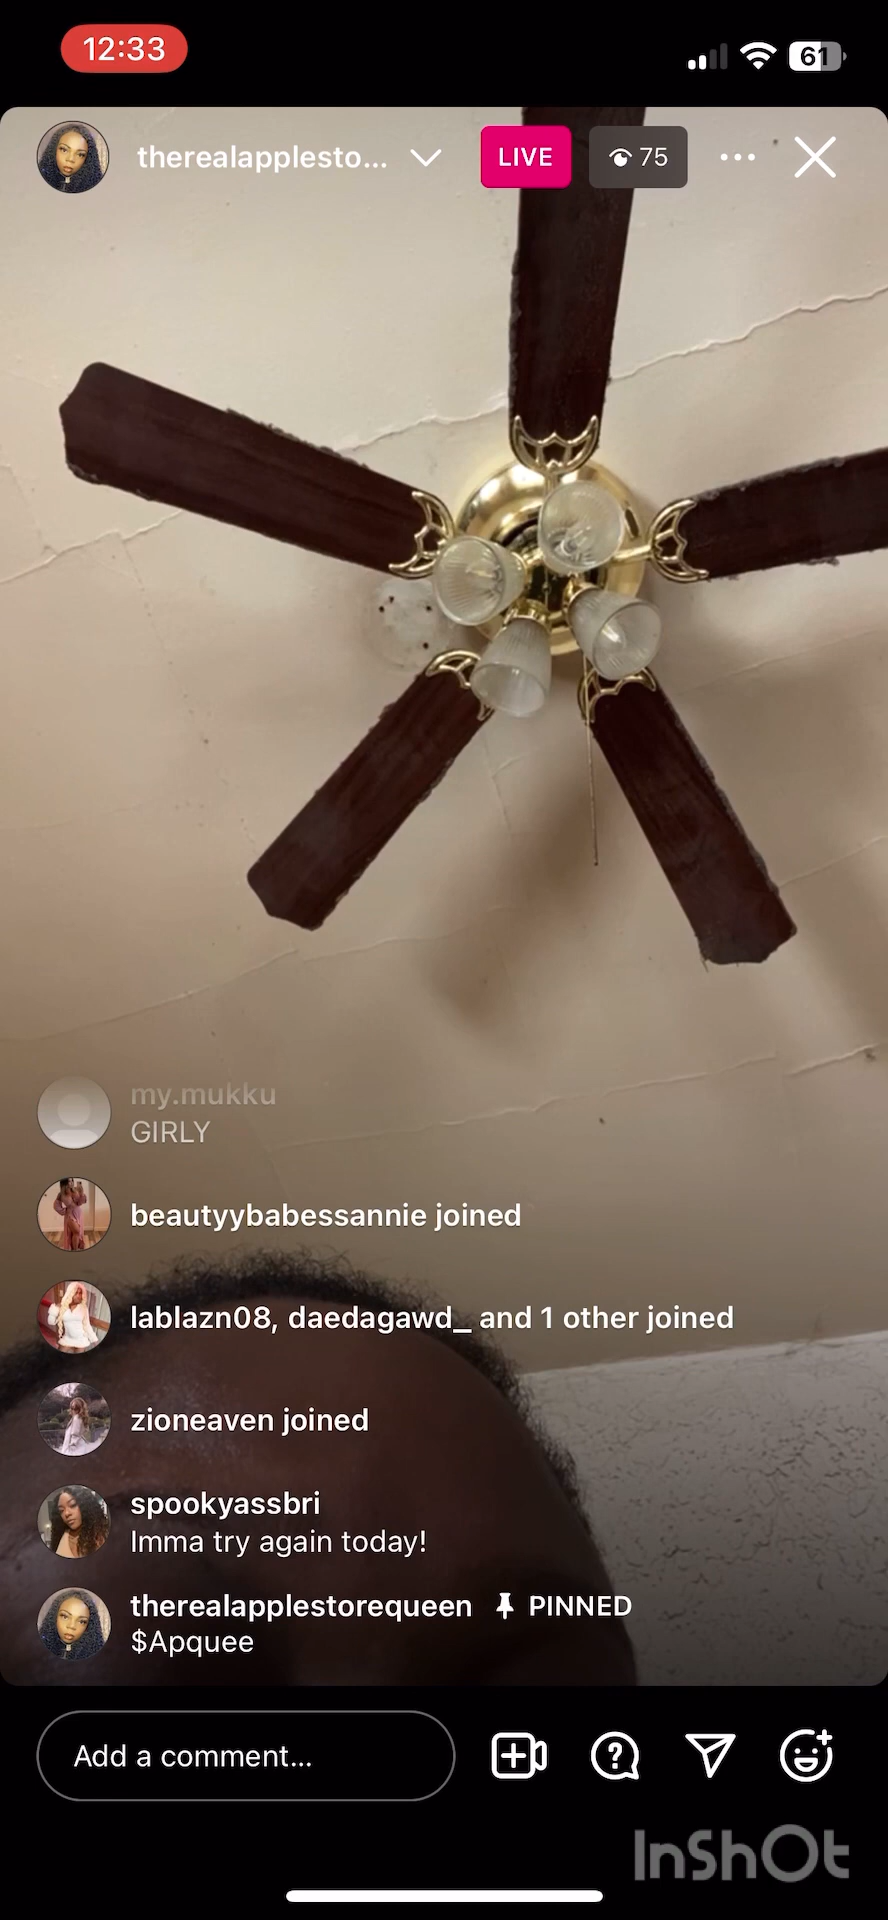 12:33
61
therealapplesto...
LIVE
75
my.mukku
GIRLY
beautyybabessannie joined
lablazn08, daedagawd_ and 1 other joined
zioneaven joined
spookyassbri
Imma try again today!
therealapplestorequeen PINNED
$Apquee
Add a comment...
InShOt